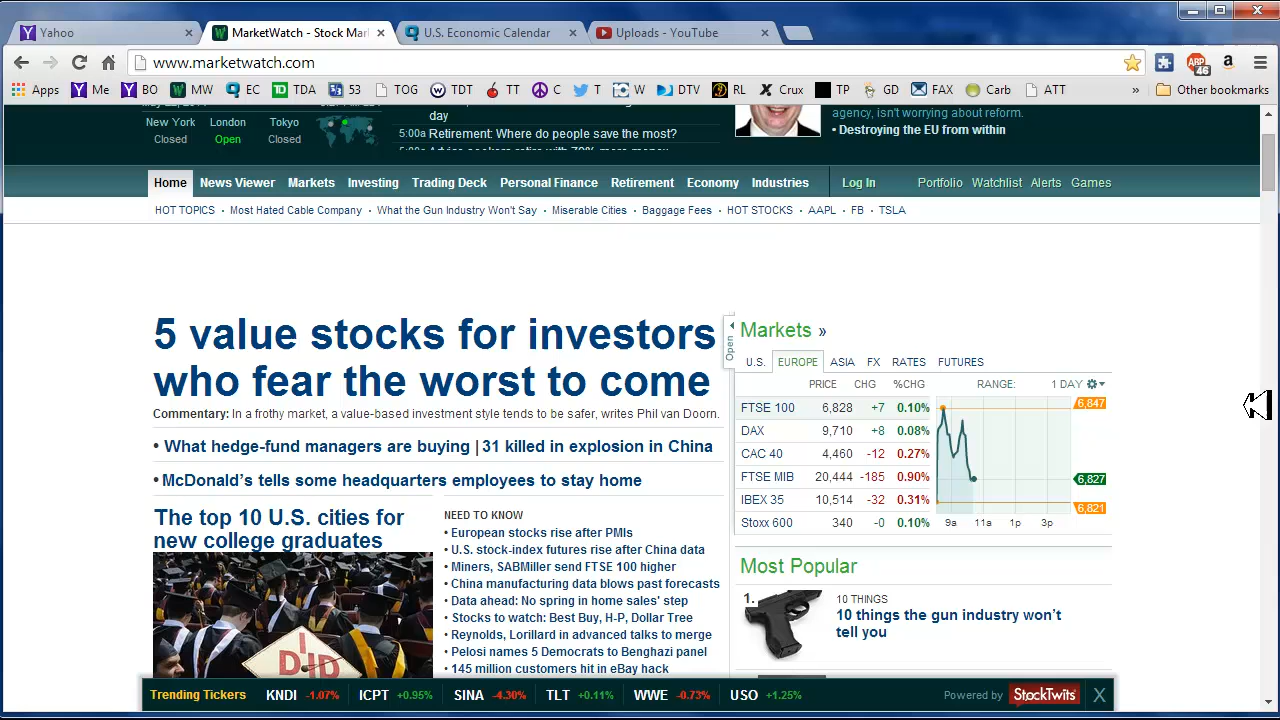 Yahoo
MarketWatch - Stock Mar
U.S. Economic Calendar
Uploads - YouTube
www.marketwatch.com
ABP
46
Apps Me BO MW EC TDA 53 TOG TDT TT C T W DTV RL Crux TP GD FAX Carb ATT » Other bookmarks
New York London Tokyo
Closed Open Closed
day
5:00a Retirement: Where do people save the most?
agency, isn't worrying about reform.
• Destroying the EU from within
Home News Viewer Markets Investing Trading Deck Personal Finance Retirement Economy Industries Log In Portfolio Watchlist Alerts Games
HOT TOPICS · Most Hated Cable Company · What the Gun Industry Won't Say · Miserable Cities · Baggage Fees · HOT STOCKS · AAPL · FB · TSLA
5 value stocks for investors
who fear the worst to come
Commentary: In a frothy market, a value-based investment style tends to be safer, writes Phil van Doorn.
• What hedge-fund managers are buying | 31 killed in explosion in China
• McDonald's tells some headquarters employees to stay home
The top 10 U.S. cities for
new college graduates
I
DID
NEED TO KNOW
• European stocks rise after PMIs
• U.S. stock-index futures rise after China data
• Miners, SABMiller send FTSE 100 higher
• China manufacturing data blows past forecasts
• Data ahead: No spring in home sales' step
• Stocks to watch: Best Buy, H-P, Dollar Tree
• Reynolds, Lorillard in advanced talks to merge
• Pelosi names 5 Democrats to Benghazi panel
• 145 million customers hit in eBay hack
Open
Markets »
U.S. EUROPE ASIA FX RATES FUTURES
PRICE CHG %CHG RANGE: 1 DAY
FTSE 100 6,828 +7 0.10%
DAX 9,710 +8 0.08%
CAC 40 4,460 -12 0.27%
FTSE MIB 20,444 -185 0.90%
IBEX 35 10,514 -32 0.31%
Stoxx 600 340 -0 0.10%
6,847
6,827
6,821
9a 11a 1p 3p
Most Popular
1.
10 THINGS
10 things the gun industry won't
tell you
Trending Tickers KNDI -1.07% ICPT +0.95% SINA -4.30% TLT +0.11% WWE -0.73% USO +1.25% Powered by STOCKTWITS X